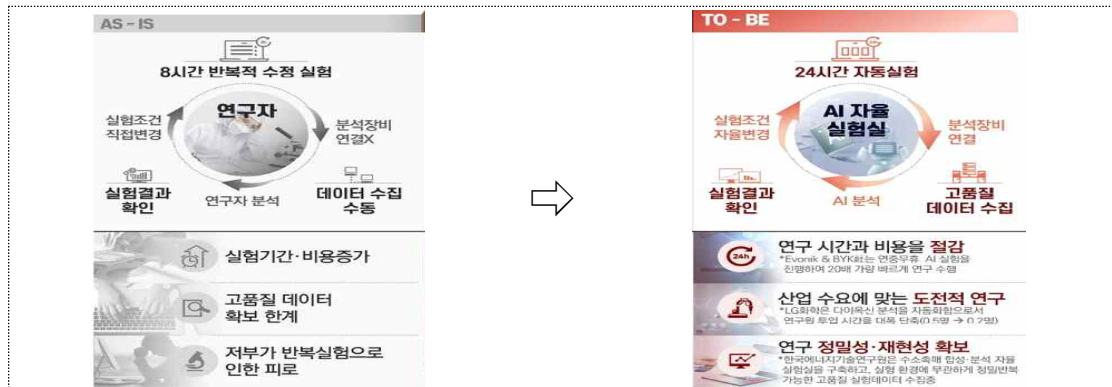 AS - IS
8시간 반복적 수정 실험
연구자
실험조건
직접변경
분석장비
연결X
실험결과
확인
연구자 분석
데이터 수집
수동
실험기간·비용증가
고품질 데이터
확보 한계
저부가 반복실험으로
인한 피로
TO - BE
24시간 자동실험
AI 자율
실험실
실험조건
자율변경
분석장비
연결
실험결과
확인
AI 분석
고품질
데이터 수집
24h
연구 시간과 비용을 절감
*Evonik & BYK社는 연중무휴 AI 실험을
진행하여 20배 가량 빠르게 연구 수행
산업 수요에 맞는 도전적 연구
*LG화학은 다이옥신 분석을 자동화함으로서
연구원 투입 시간을 대폭 단축(0.5명 → 0.2명)
연구 정밀성·재현성 확보
*한국에너지기술연구원은 수소촉매 합성·분석 자율
실험실을 구축하고, 실험 환경에 무관하게 정밀반복
가능한 고품질 실험데이터 수집중